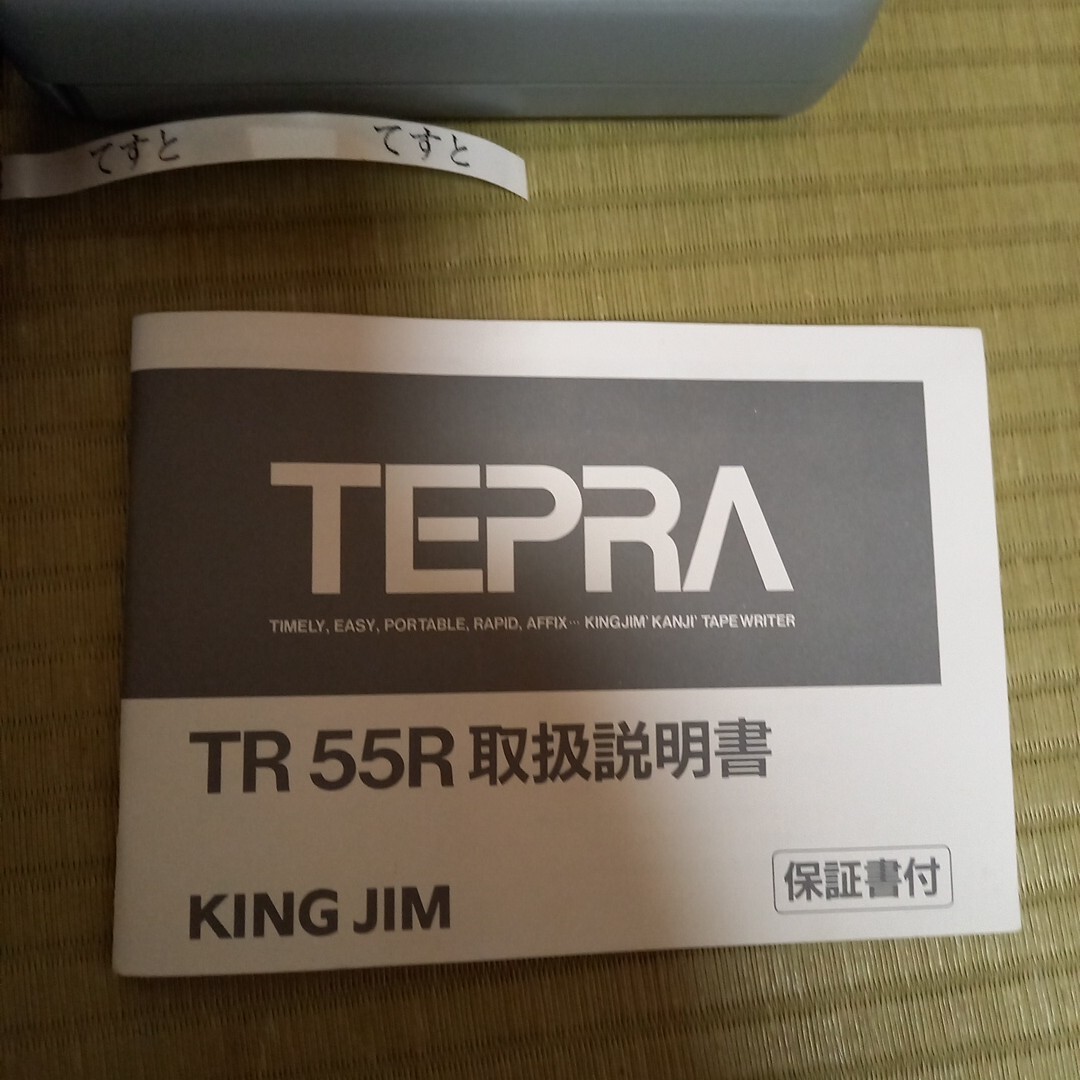 てすと てすと
TEPRA
TIMELY, EASY, PORTABLE, RAPID, AFFIX… KINGJIM' KANJI' TAPE WRITER
TR 55R 取扱説明書
保証書付
KING JIM